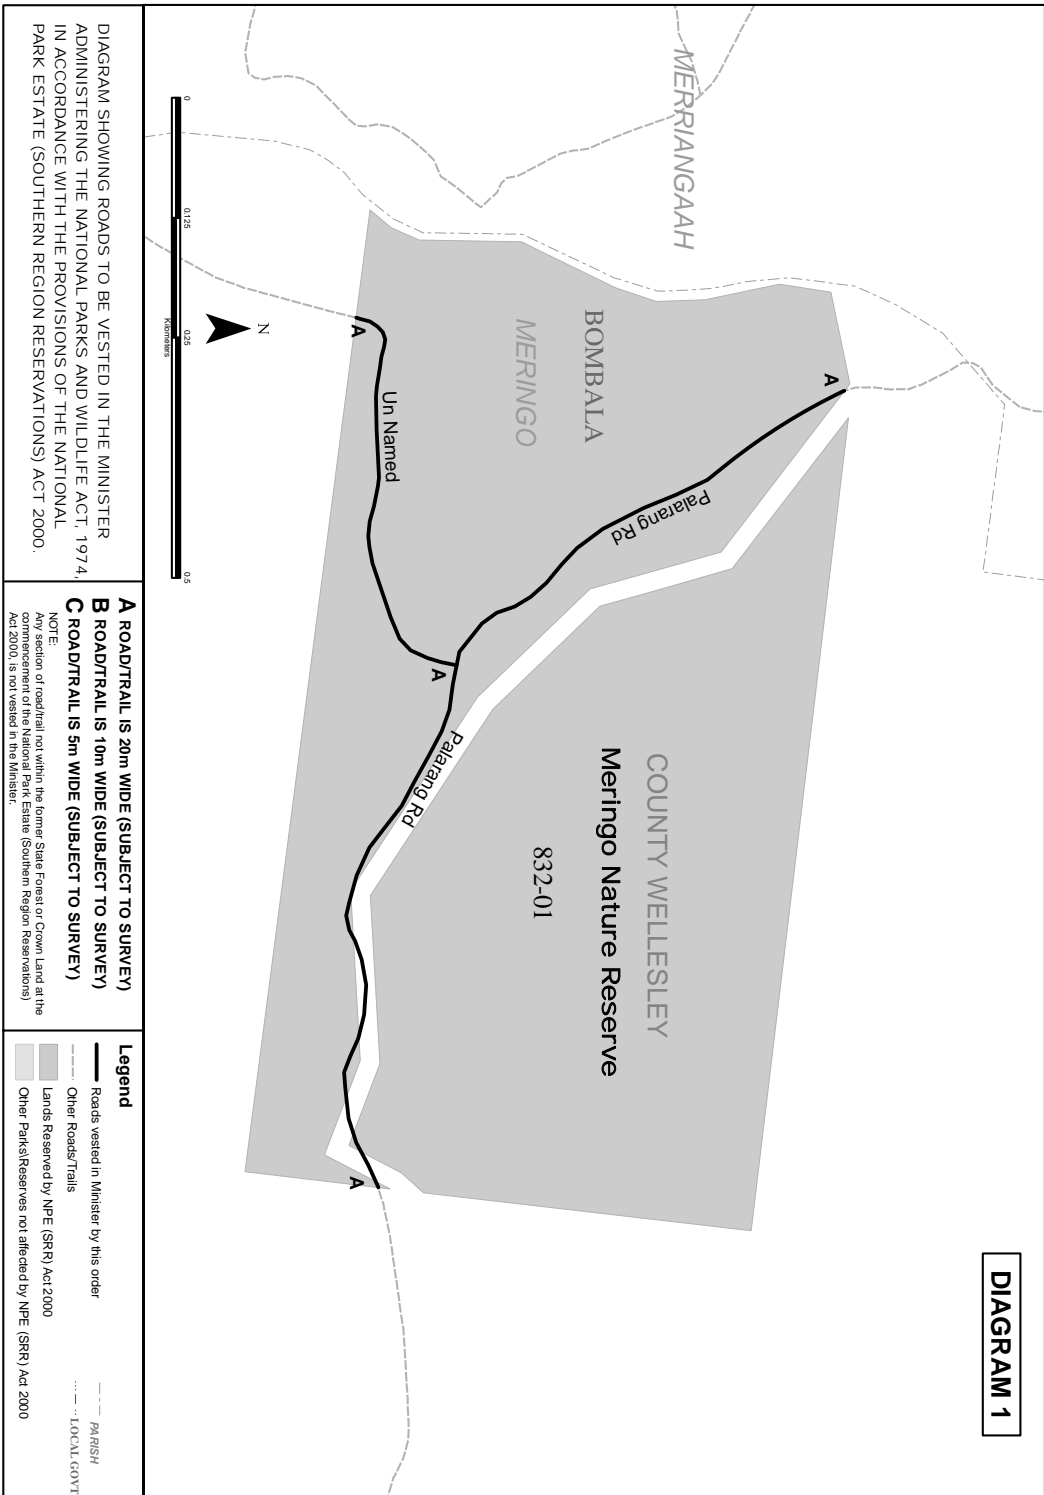 DIAGRAM 1
MERRIANGAAH
BOMBALA
MERINGO
COUNTY WELLESLEY
Meringo Nature Reserve
832-01
A
Palarang Rd
A
Un Named
A
Palarang Rd
A
N
0
0.125
0.25
0.5
Kilometers
DIAGRAM SHOWING ROADS TO BE VESTED IN THE MINISTER
ADMINISTERING THE NATIONAL PARKS AND WILDLIFE ACT, 1974,
IN ACCORDANCE WITH THE PROVISIONS OF THE NATIONAL
PARK ESTATE (SOUTHERN REGION RESERVATIONS) ACT 2000.
A ROAD/TRAIL IS 20m WIDE (SUBJECT TO SURVEY)
B ROAD/TRAIL IS 10m WIDE (SUBJECT TO SURVEY)
C ROAD/TRAIL IS 5m WIDE (SUBJECT TO SURVEY)
NOTE:
Any section of road/trail not within the former State Forest or Crown Land at the
commencement of the National Park Estate (Southern Region Reservations)
Act 2000, is not vested in the Minister.
Legend
Roads vested in Minister by this order
Other Roads/Trails
Lands Reserved by NPE (SRR) Act 2000
Other Parks\Reserves not affected by NPE (SRR) Act 2000
PARISH
LOCAL GOVT